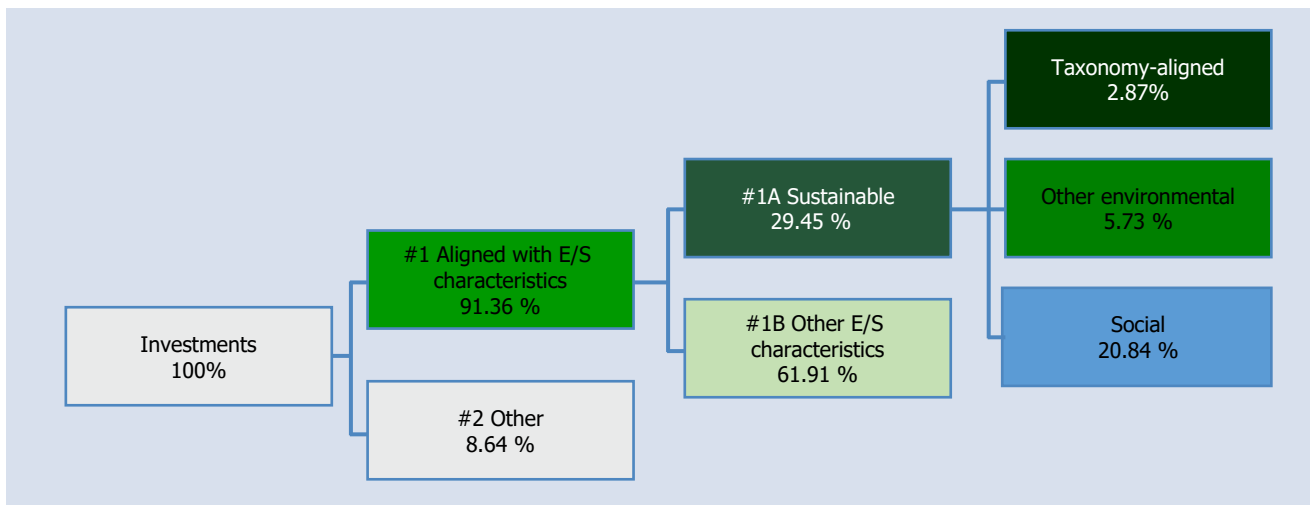 Investments
100%
#1 Aligned with E/S
characteristics
91.36 %
#2 Other
8.64 %
#1A Sustainable
29.45 %
#1B Other E/S
characteristics
61.91 %
Taxonomy-aligned
2.87%
Other environmental
5.73 %
Social
20.84 %